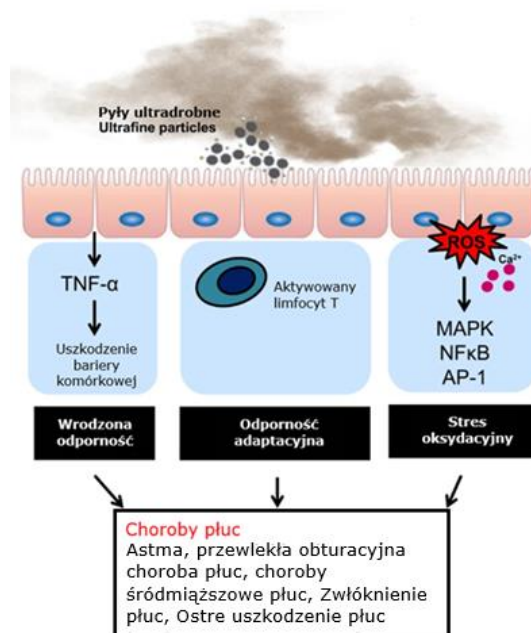 Pyły ultradrobne
Ultrafine particles
ROS
Ca²⁺
TNF-α
Uszkodzenie
bariery
komórkowej
Aktywowany
limfocyt T
MAPK
NFκB
AP-1
Wrodzona
odporność
Odporność
adaptacyjna
Stres
oksydacyjny
Choroby płuc
Astma, przewlekła obturacyjna
choroba płuc, choroby
śródmiąższowe płuc, Zwłóknienie
płuc, Ostre uszkodzenie płuc